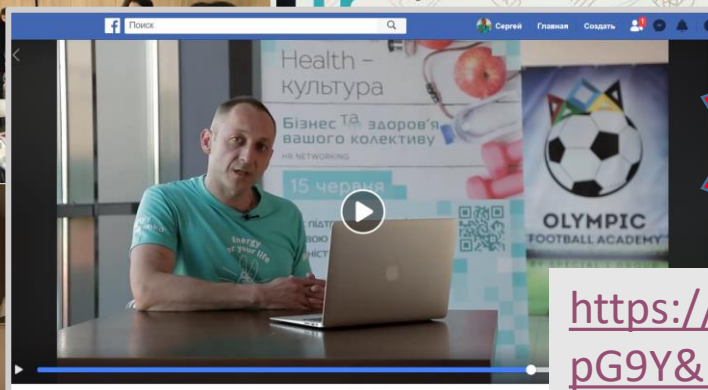 Поиск
Сергей Главная Создать
Health –
культура
Бізнес та здоров'я
вашого колективу
HR NETWORKING
15 червня
Energy
for your life
OLYMPIC
FOOTBALL ACADEMY
https://
pG9Y&